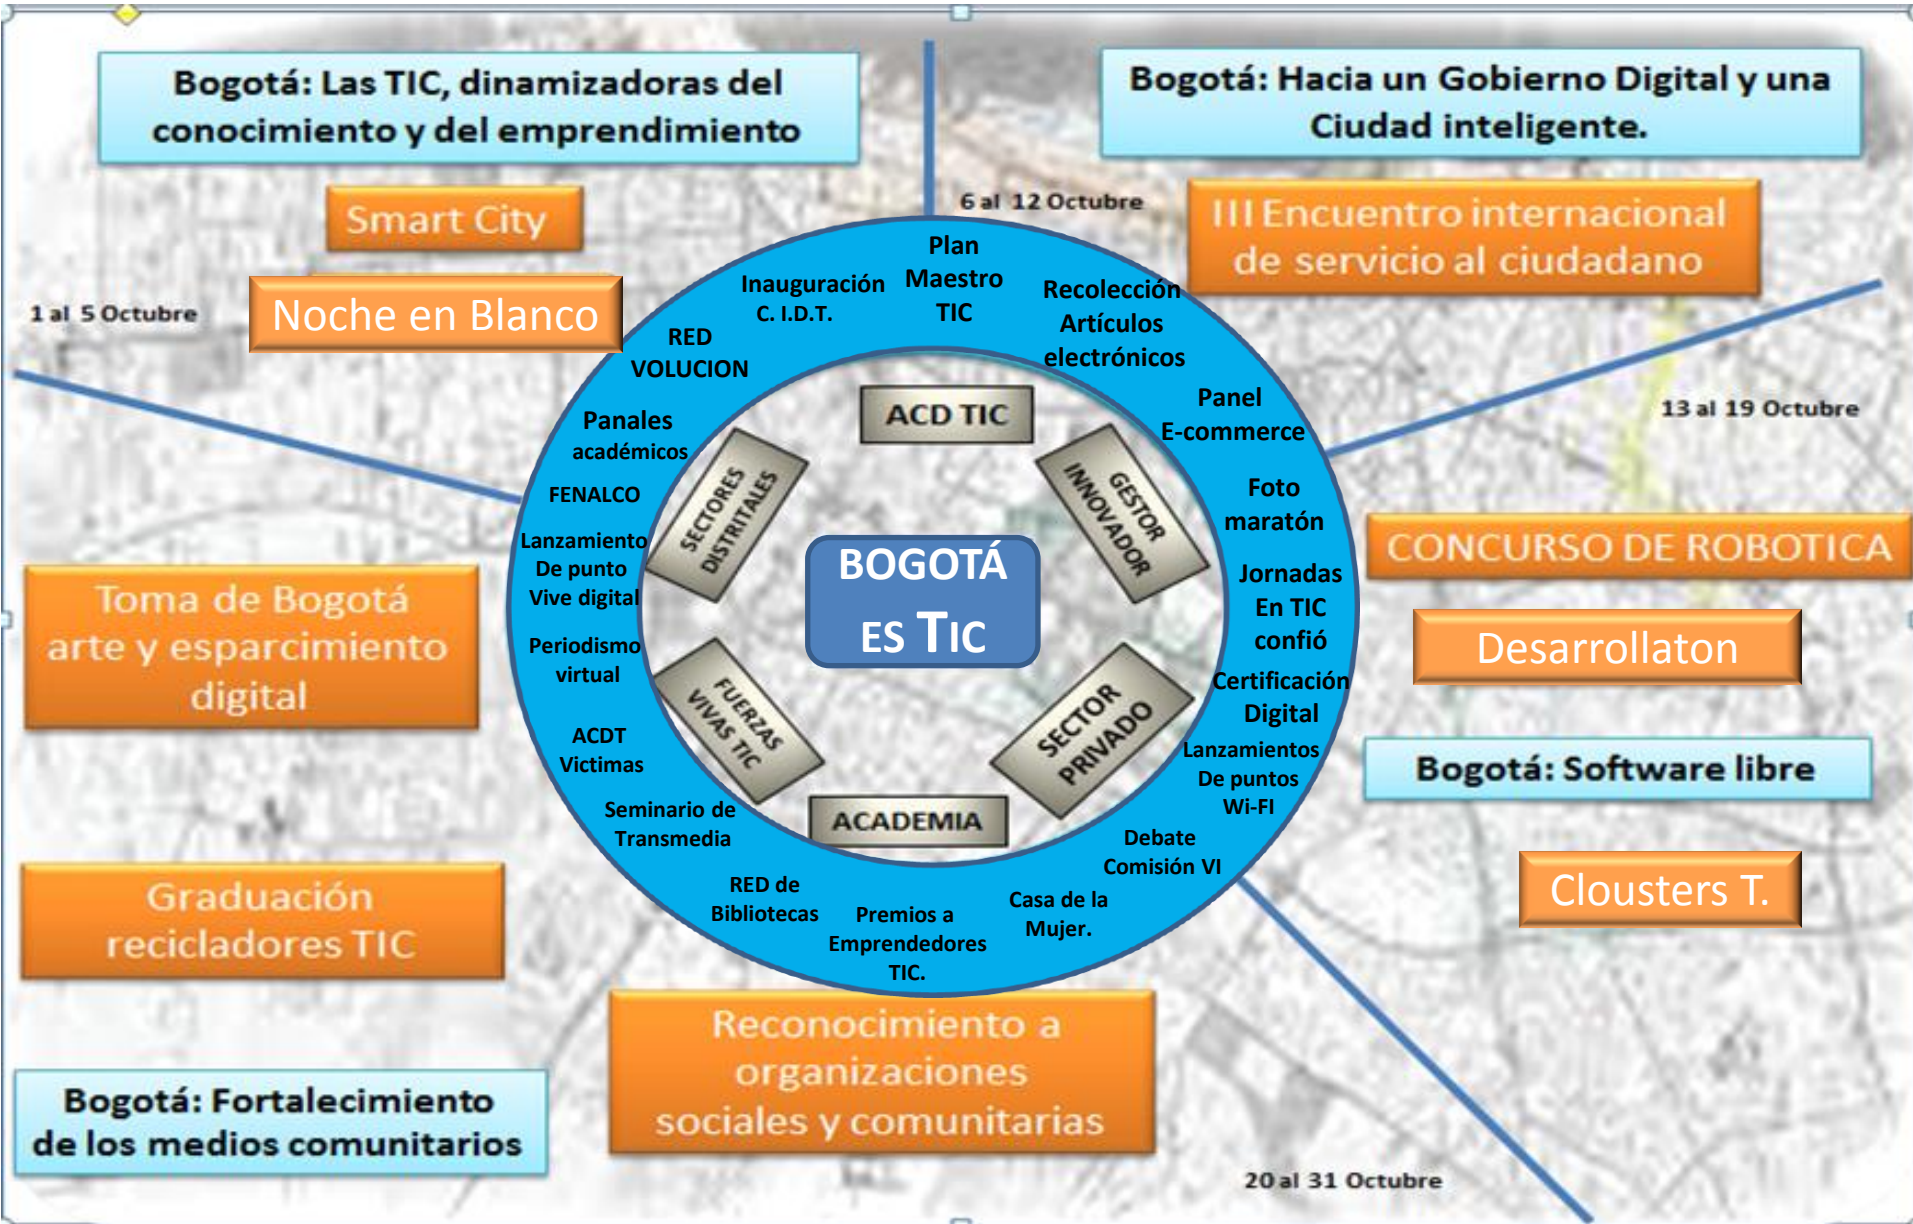 Bogotá: Las TIC, dinamizadoras del
conocimiento y del emprendimiento
Bogotá: Hacia un Gobierno Digital y una
Ciudad inteligente.
Smart City
Noche en Blanco
1 al 5 Octubre
6 al 12 Octubre
III Encuentro internacional
de servicio al ciudadano
13 al 19 Octubre
Plan
Maestro
TIC
Recolección
Artículos
electrónicos
Panel
E-commerce
Foto
maratón
Jornadas
En TIC
confió
Certificación
Digital
Lanzamientos
De puntos
Wi-FI
Debate
Comisión VI
Casa de la
Mujer.
Premios a
Emprendedores
TIC.
RED de
Bibliotecas
Seminario de
Transmedia
ACDT
Victimas
Periodismo
virtual
Lanzamiento
De punto
Vive digital
FENALCO
Panales
académicos
RED
VOLUCION
Inauguración
C. I.D.T.
ACD TIC
GESTOR
INNOVADOR
SECTOR
PRIVADO
ACADEMIA
FUERZAS
VIVAS TIC
SECTORES
DISTRITALES
BOGOTÁ
ES TIC
CONCURSO DE ROBOTICA
Desarrollaton
Bogotá: Software libre
Clousters T.
Toma de Bogotá
arte y esparcimiento
digital
Graduación
recicladores TIC
Bogotá: Fortalecimiento
de los medios comunitarios
Reconocimiento a
organizaciones
sociales y comunitarias
20 al 31 Octubre